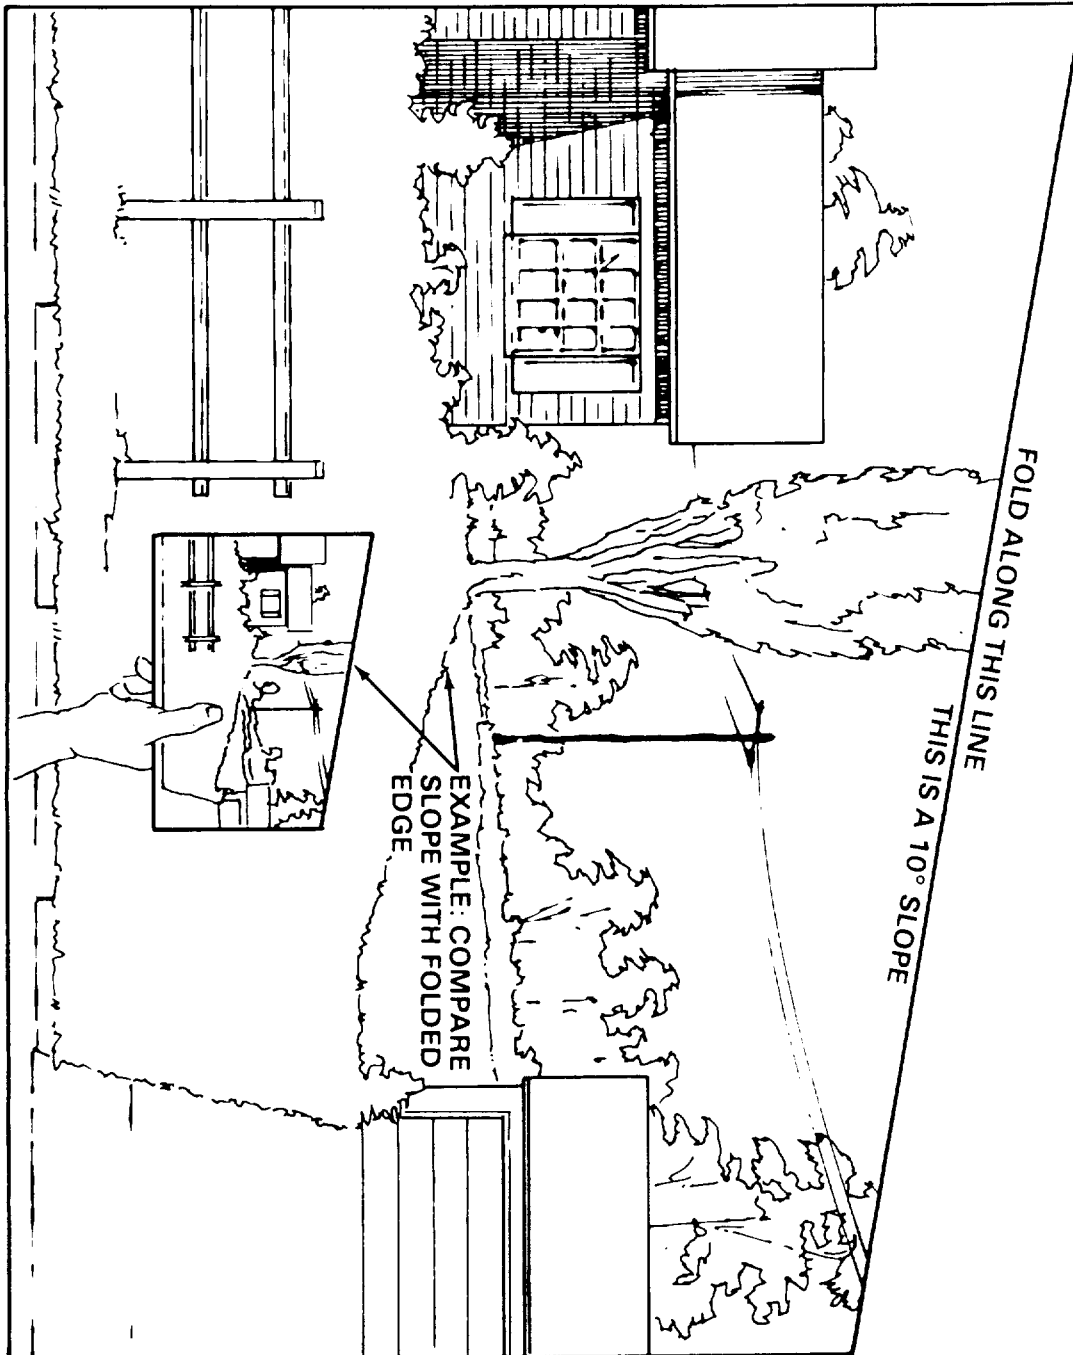 FOLD ALONG THIS LINE
THIS IS A 10° SLOPE
EXAMPLE: COMPARE
SLOPE WITH FOLDED
EDGE